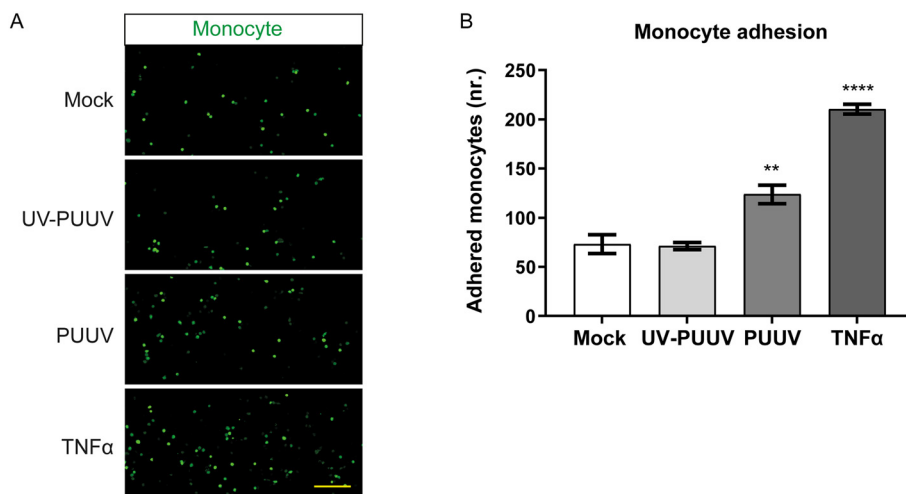 A
Monocyte
Mock
UV-PUUV
PUUV
TNFα
B
Monocyte adhesion
Adhered monocytes (nr.)
250
200
150
100
50
0
**
****
Mock UV-PUUV PUUV TNFα